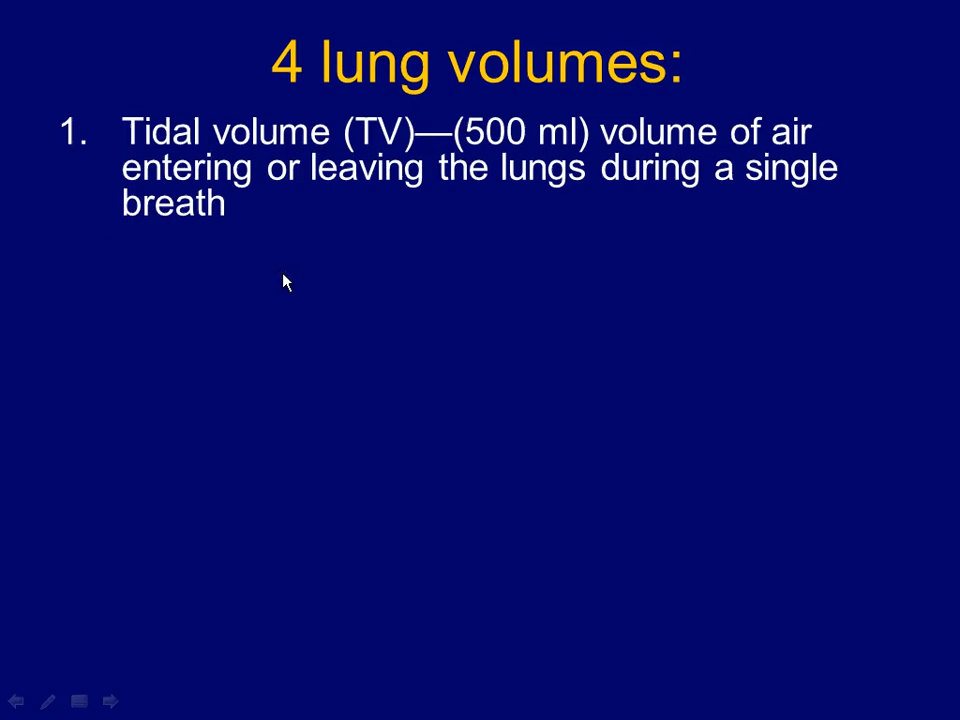 4 lung volumes:
1. Tidal volume (TV)—(500 ml) volume of air
entering or leaving the lungs during a single
breath